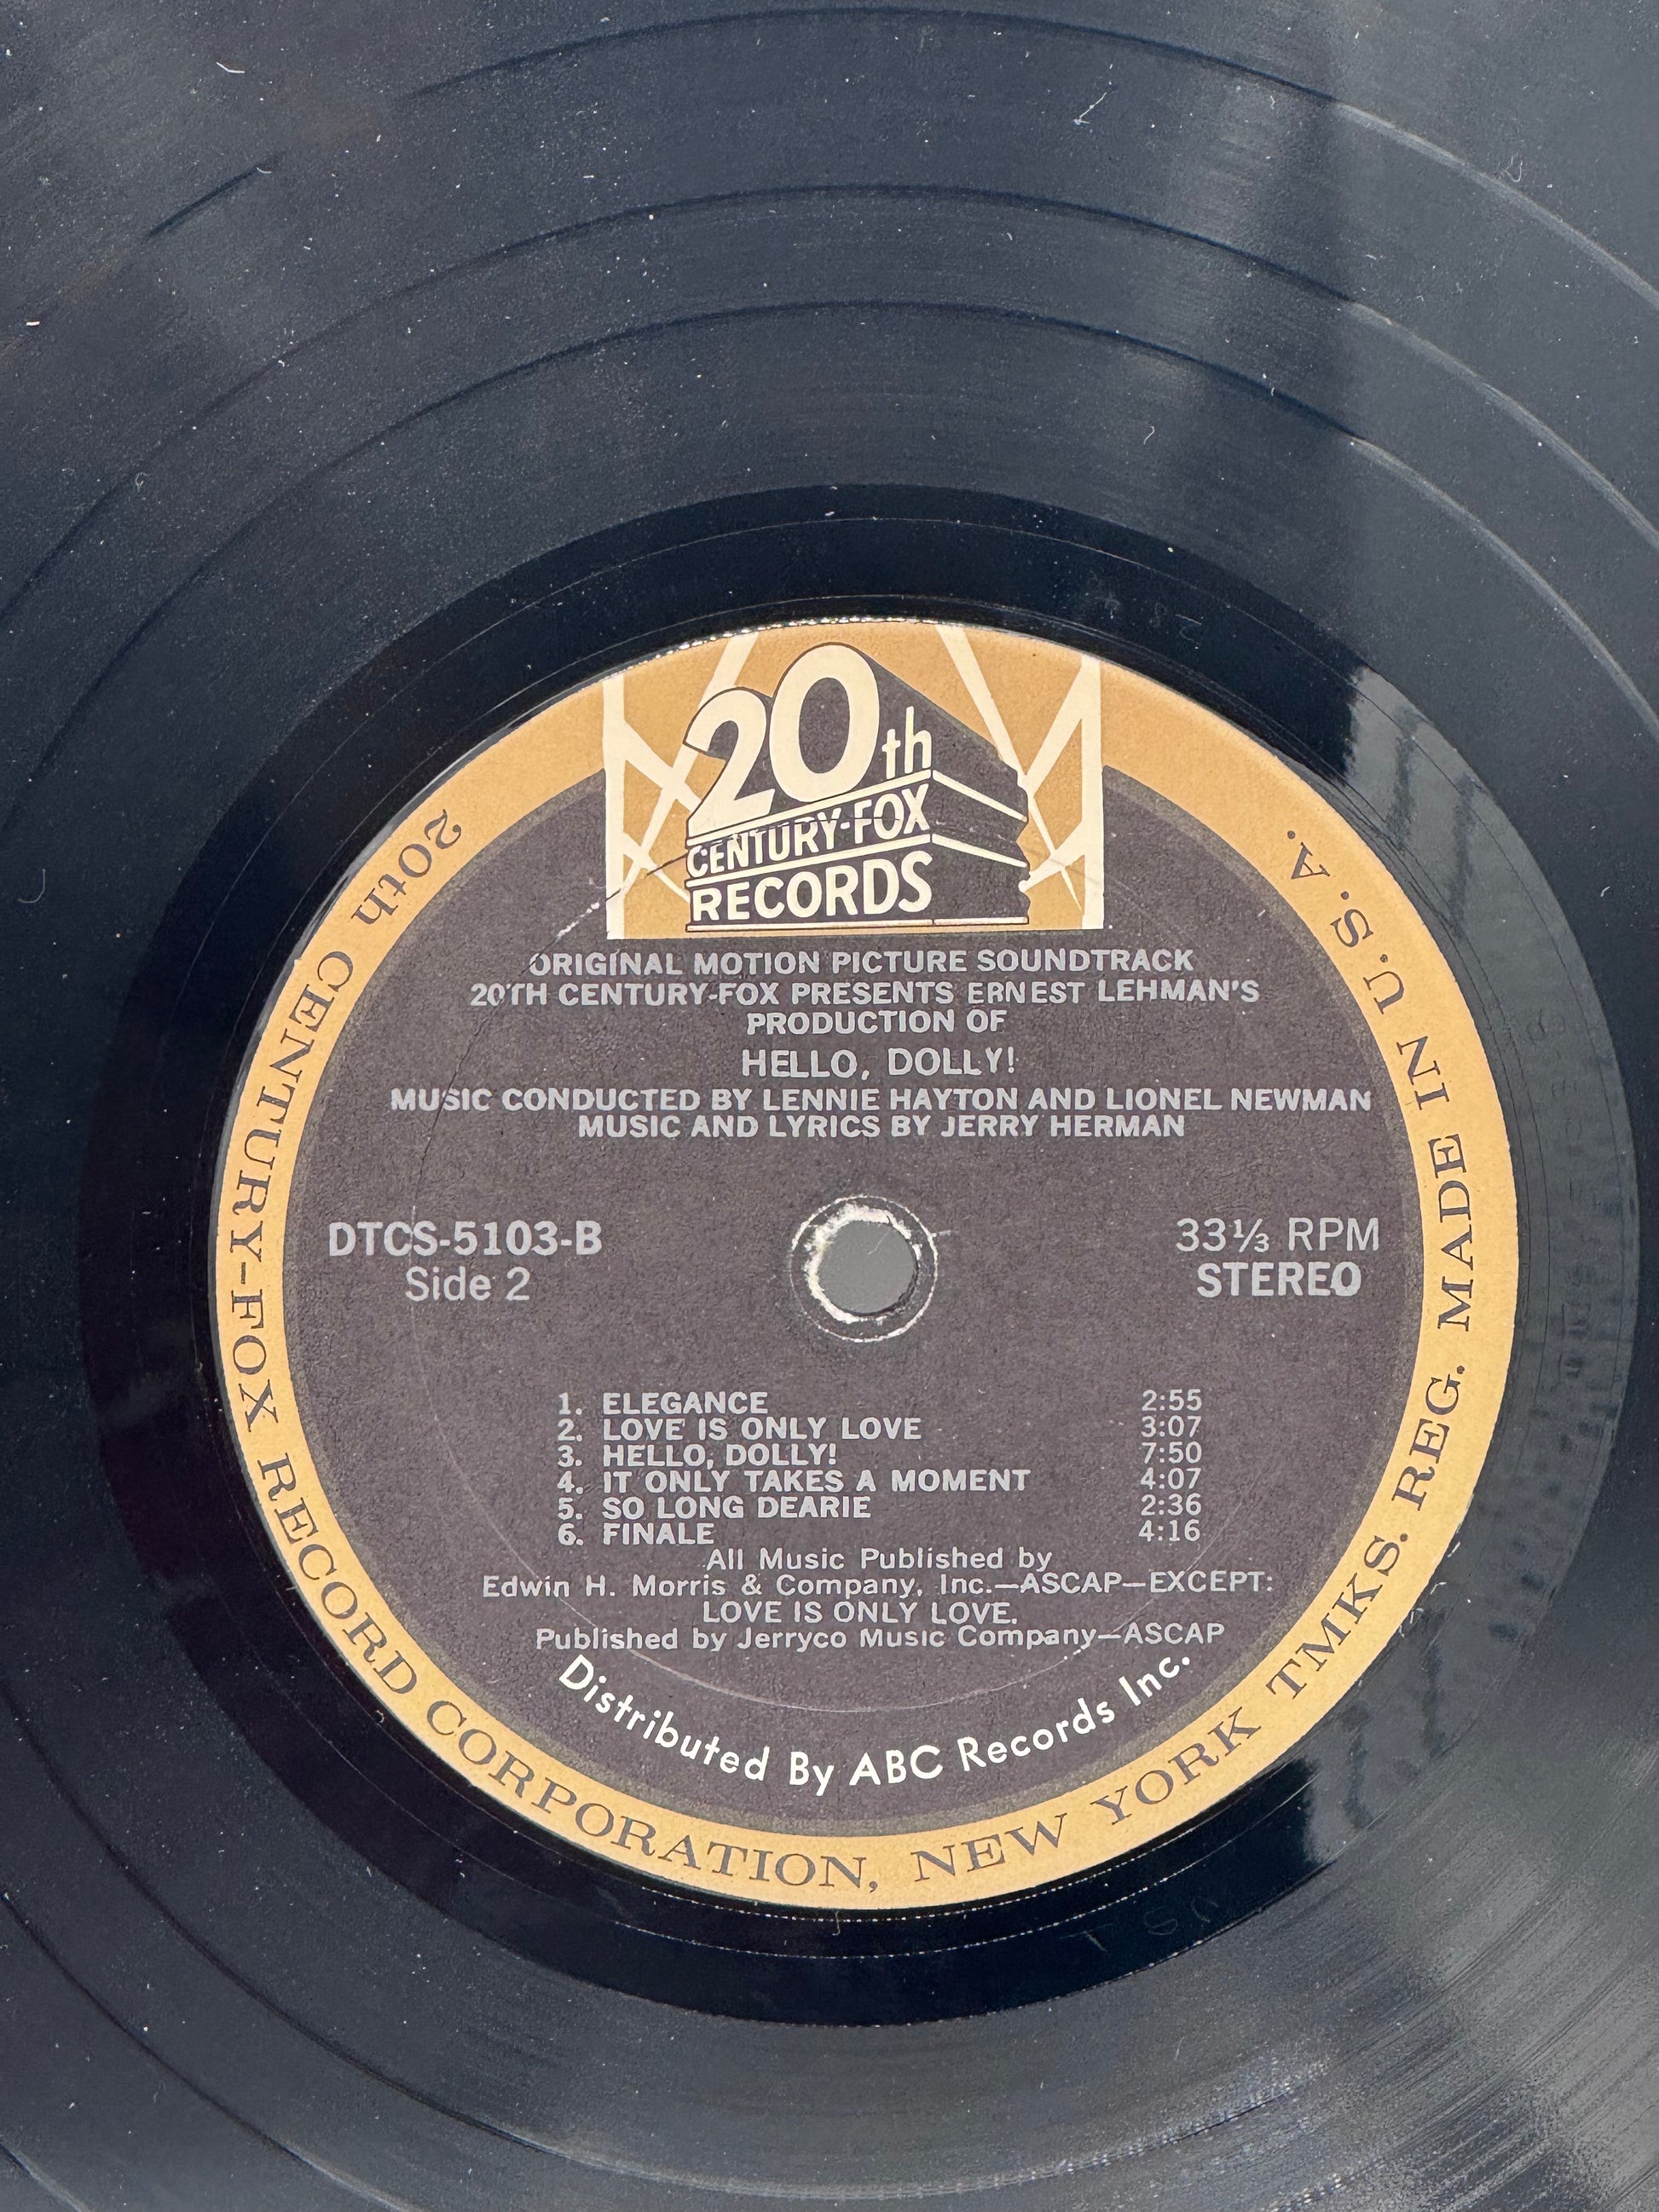 20th
CENTURY-FOX
RECORDS
ORIGINAL MOTION PICTURE SOUNDTRACK
20TH CENTURY-FOX PRESENTS ERNEST LEHMAN'S
PRODUCTION OF
HELLO, DOLLY!
MUSIC CONDUCTED BY LENNIE HAYTON AND LIONEL NEWMAN
MUSIC AND LYRICS BY JERRY HERMAN
DTCS-5103-B
Side 2
33⅓ RPM
STEREO
1. ELEGANCE 2:55
2. LOVE IS ONLY LOVE 3:07
3. HELLO, DOLLY! 7:50
4. IT ONLY TAKES A MOMENT 4:07
5. SO LONG DEARIE 2:36
6. FINALE 4:16
All Music Published by
Edwin H. Morris & Company, Inc.—ASCAP—EXCEPT:
LOVE IS ONLY LOVE.
Published by Jerryco Music Company—ASCAP
Distributed By ABC Records Inc.
20th CENTURY-FOX RECORD CORPORATION, NEW YORK TMKS. REG. MADE IN U.S.A.